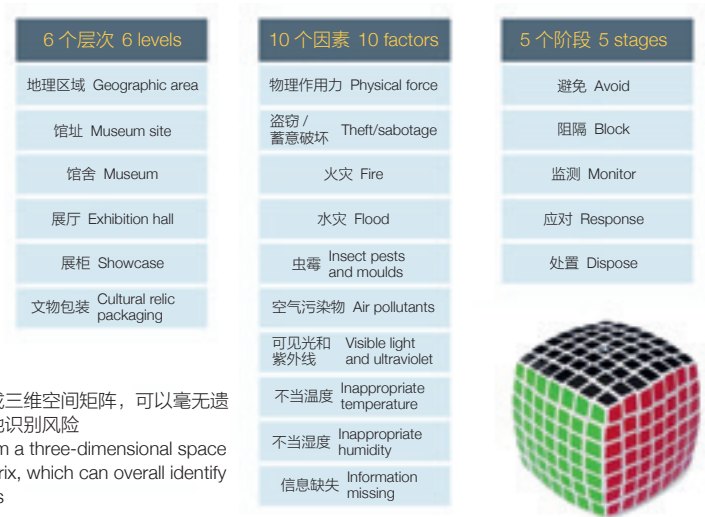 6 个层次 6 levels
地理区域 Geographic area
馆址 Museum site
馆舍 Museum
展厅 Exhibition hall
展柜 Showcase
文物包装 Cultural relic
packaging
10 个因素 10 factors
物理作用力 Physical force
盗窃 /
蓄意破坏 Theft/sabotage
火灾 Fire
水灾 Flood
虫霉 Insect pests
and moulds
空气污染物 Air pollutants
可见光和 Visible light
紫外线 and ultraviolet
不当温度 Inappropriate
temperature
不当湿度 Inappropriate
humidity
信息缺失 Information
missing
5 个阶段 5 stages
避免 Avoid
阻隔 Block
监测 Monitor
应对 Response
处置 Dispose
三维空间矩阵，可以毫无遗
识别风险
a three-dimensional space
which can overall identify